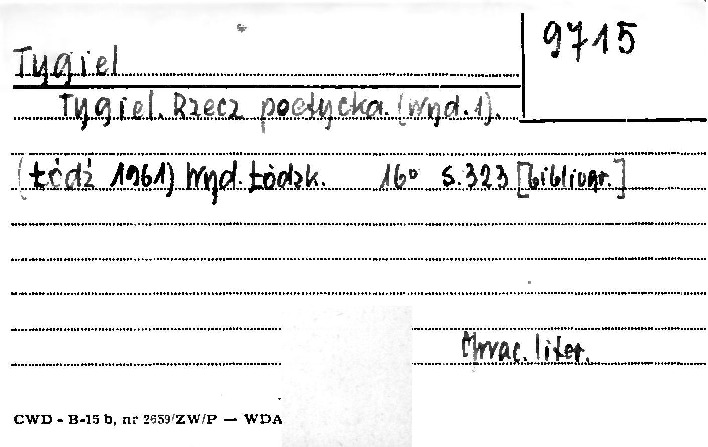 9715
Tygiel
Tygiel. Rzecz poetycka. (Wyd. 1).
(Łódź 1961) Wyd. Łódzk. 16° s. 323 [bibliogr.]
liter.
CWD - B-15 b, nr 2659/ZW/P — WDA